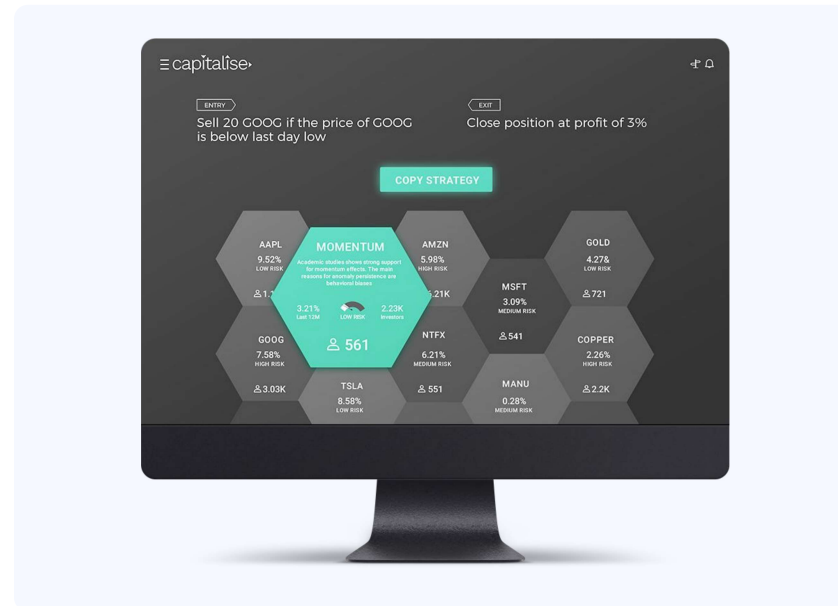 capitalise
ENTRY
Sell 20 GOOG if the price of GOOG
is below last day low
EXIT
Close position at profit of 3%
COPY STRATEGY
AAPL
9.52%
LOW RISK
MOMENTUM
Academic studies shows strong support
for momentum effects. The main
reasons for anomaly persistence are
behavioral biases
3.21%
Last 12M
LOW RISK
2.23K
Investors
561
AMZN
5.98%
HIGH RISK
.21K
GOLD
4.27&
LOW RISK
721
MSFT
3.09%
MEDIUM RISK
541
GOOG
7.58%
HIGH RISK
3.03K
NTFX
6.21%
MEDIUM RISK
551
COPPER
2.26%
HIGH RISK
2.2K
TSLA
8.58%
LOW RISK
MANU
0.28%
MEDIUM RISK